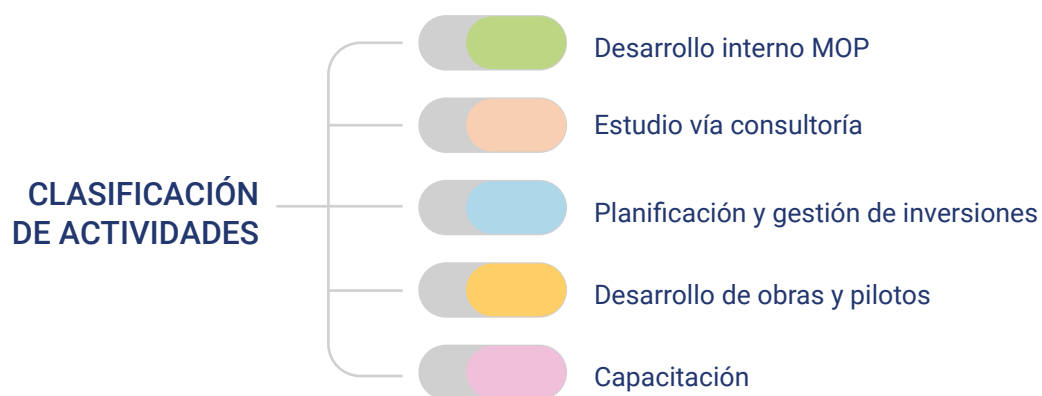 CLASIFICACIÓN
DE ACTIVIDADES
Desarrollo interno MOP
Estudio vía consultoría
Planificación y gestión de inversiones
Desarrollo de obras y pilotos
Capacitación